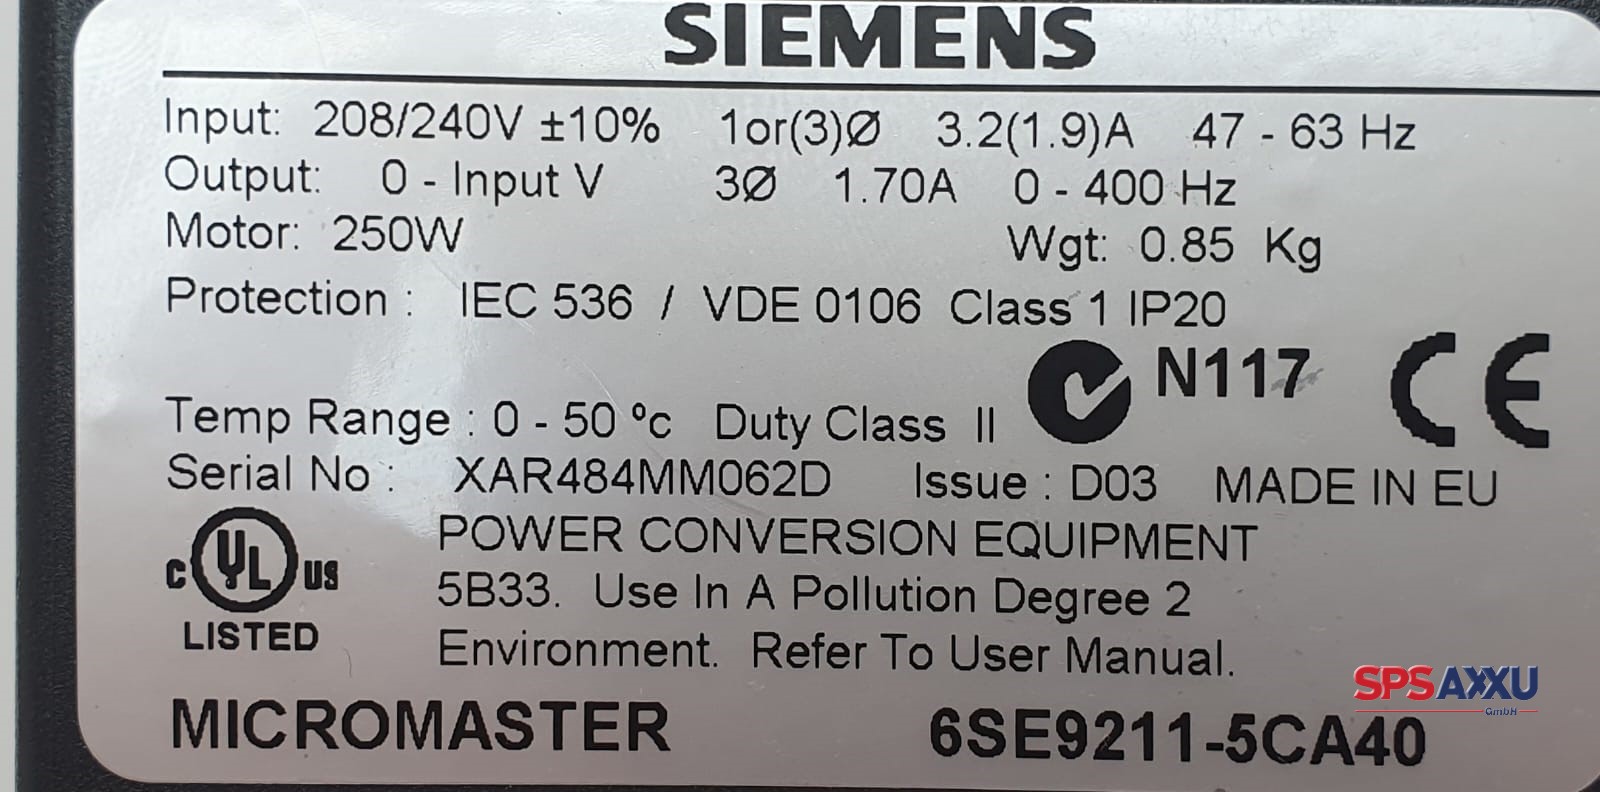 SIEMENS
Input: 208/240V ±10% 1or(3)Ø 3.2(1.9)A 47 - 63 Hz
Output: 0 - Input V 3Ø 1.70A 0 - 400 Hz
Motor: 250W Wgt: 0.85 Kg
Protection : IEC 536 / VDE 0106 Class 1 IP20
N117 CE
Temp Range : 0 - 50 ºc Duty Class II
Serial No : XAR484MM062D Issue : D03 MADE IN EU
C UL US
LISTED
POWER CONVERSION EQUIPMENT
5B33. Use In A Pollution Degree 2
Environment. Refer To User Manual.
SPS AXXU
GmbH
MICROMASTER 6SE9211-5CA40